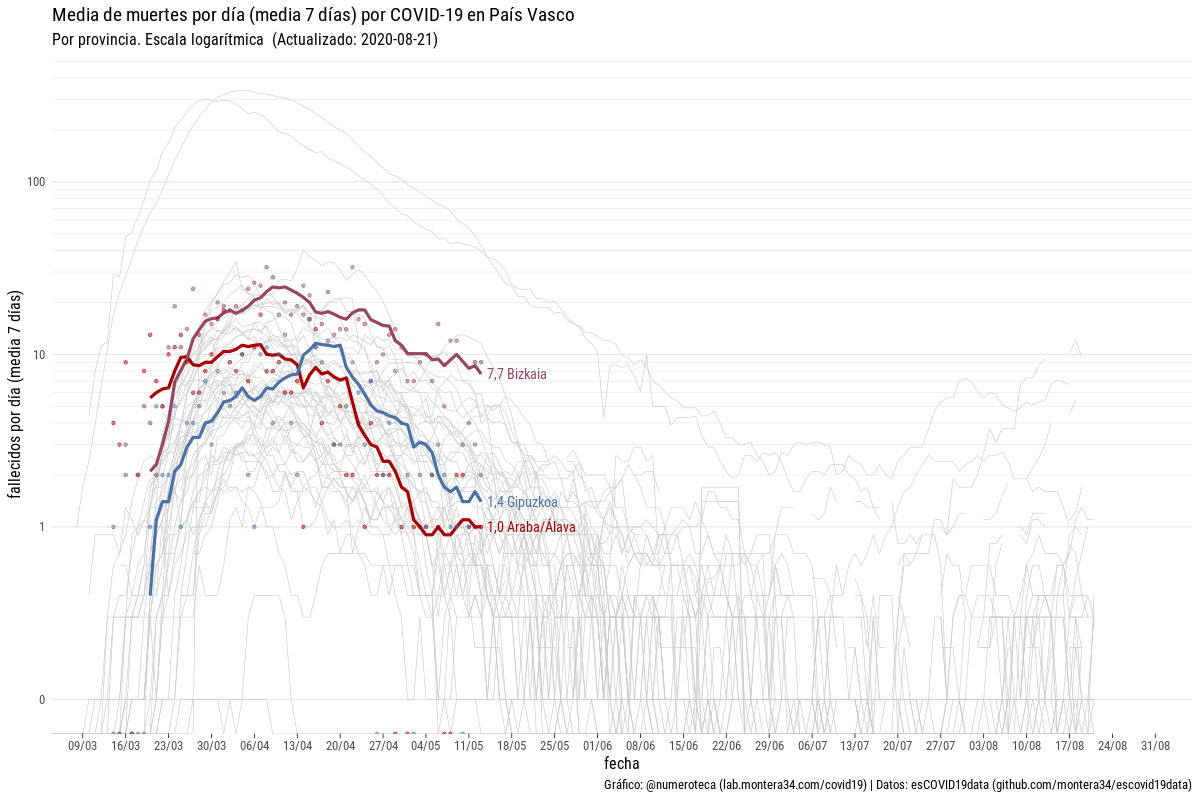 Media de muertes por día (media 7 días) por COVID-19 en País Vasco
Por provincia. Escala logarítmica  (Actualizado: 2020-08-21)
fallecidos por día (media 7 días)
100
10
1
0
7,7 Bizkaia
1,4 Gipuzkoa
1,0 Araba/Álava
09/03 16/03 23/03 30/03 06/04 13/04 20/04 27/04 04/05 11/05 18/05 25/05 01/06 08/06 15/06 22/06 29/06 06/07 13/07 20/07 27/07 03/08 10/08 17/08 24/08 31/08
fecha
Gráfico: @numeroteca (lab.montera34.com/covid19) | Datos: esCOVID19data (github.com/montera34/escovid19data)